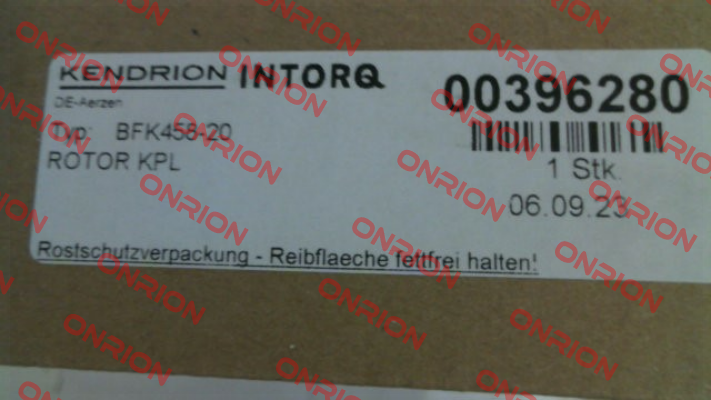 KENDRION INTORQ
00396280
DE-Aerzen
Typ: BFK458-20
ROTOR KPL
1 Stk.
06.09.23
Rostschutzverpackung - Reibflaeche fettfrei halten!
ONRION